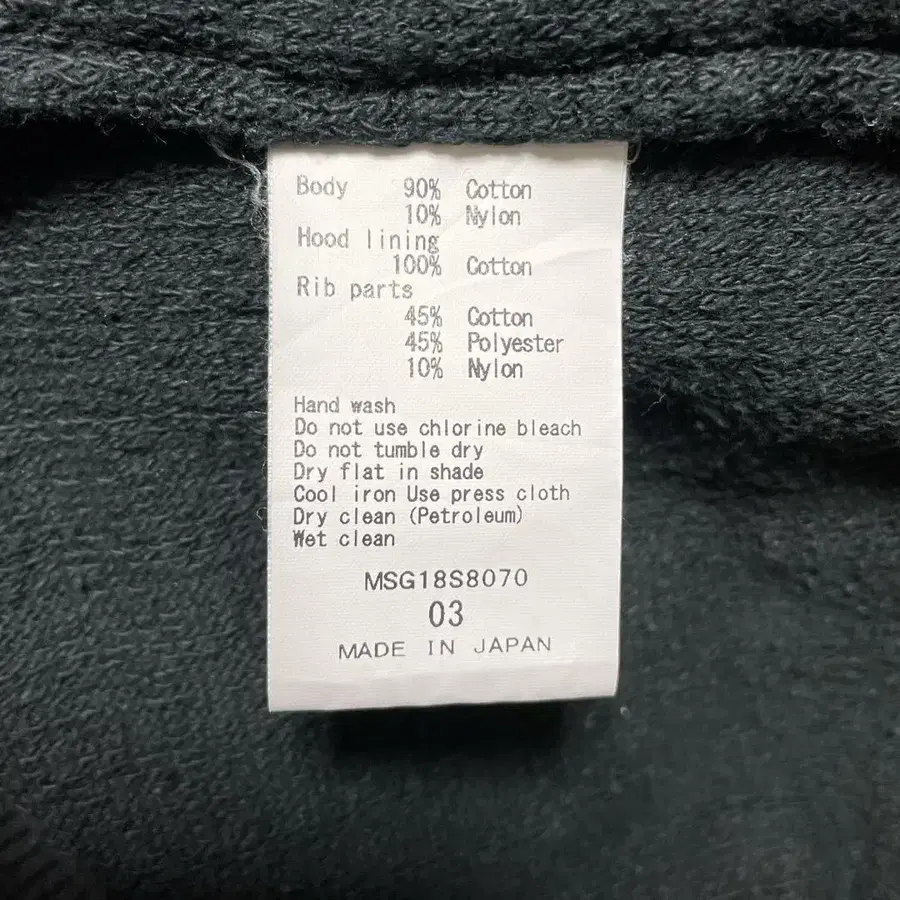 Body 90% Cotton
10% Nylon
Hood lining
100% Cotton
Rib parts
45% Cotton
45% Polyester
10% Nylon
Hand wash
Do not use chlorine bleach
Do not tumble dry
Dry flat in shade
Cool iron Use press cloth
Dry clean (Petroleum)
Wet clean
MSG18S8070
03
MADE IN JAPAN